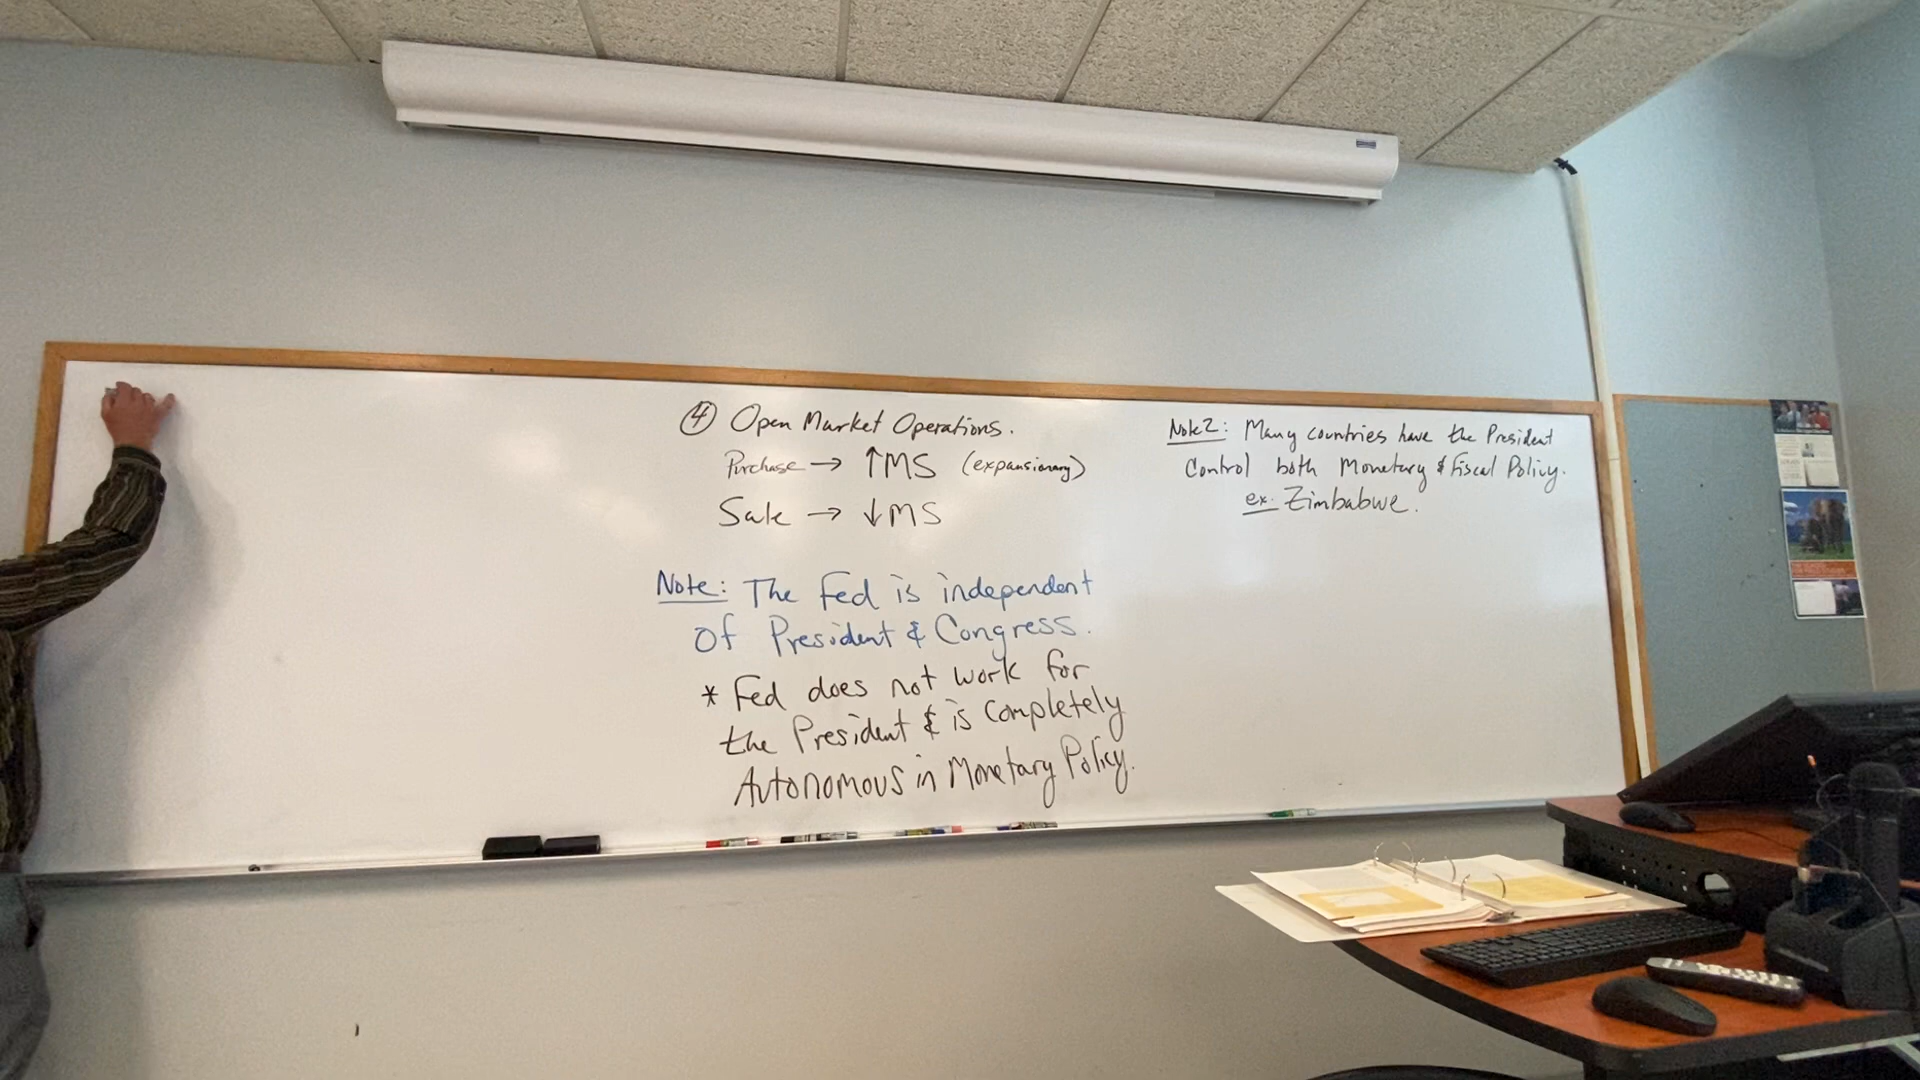 ④ Open Market Operations.
Purchase → ↑MS (expansionary)
Sale → ↓MS
Note: The Fed is independent
of President & Congress.
* Fed does not work for
the President & is completely
Autonomous in Monetary Policy.
Note 2: Many countries have the President
Control both Monetary & Fiscal Policy.
ex. Zimbabwe.